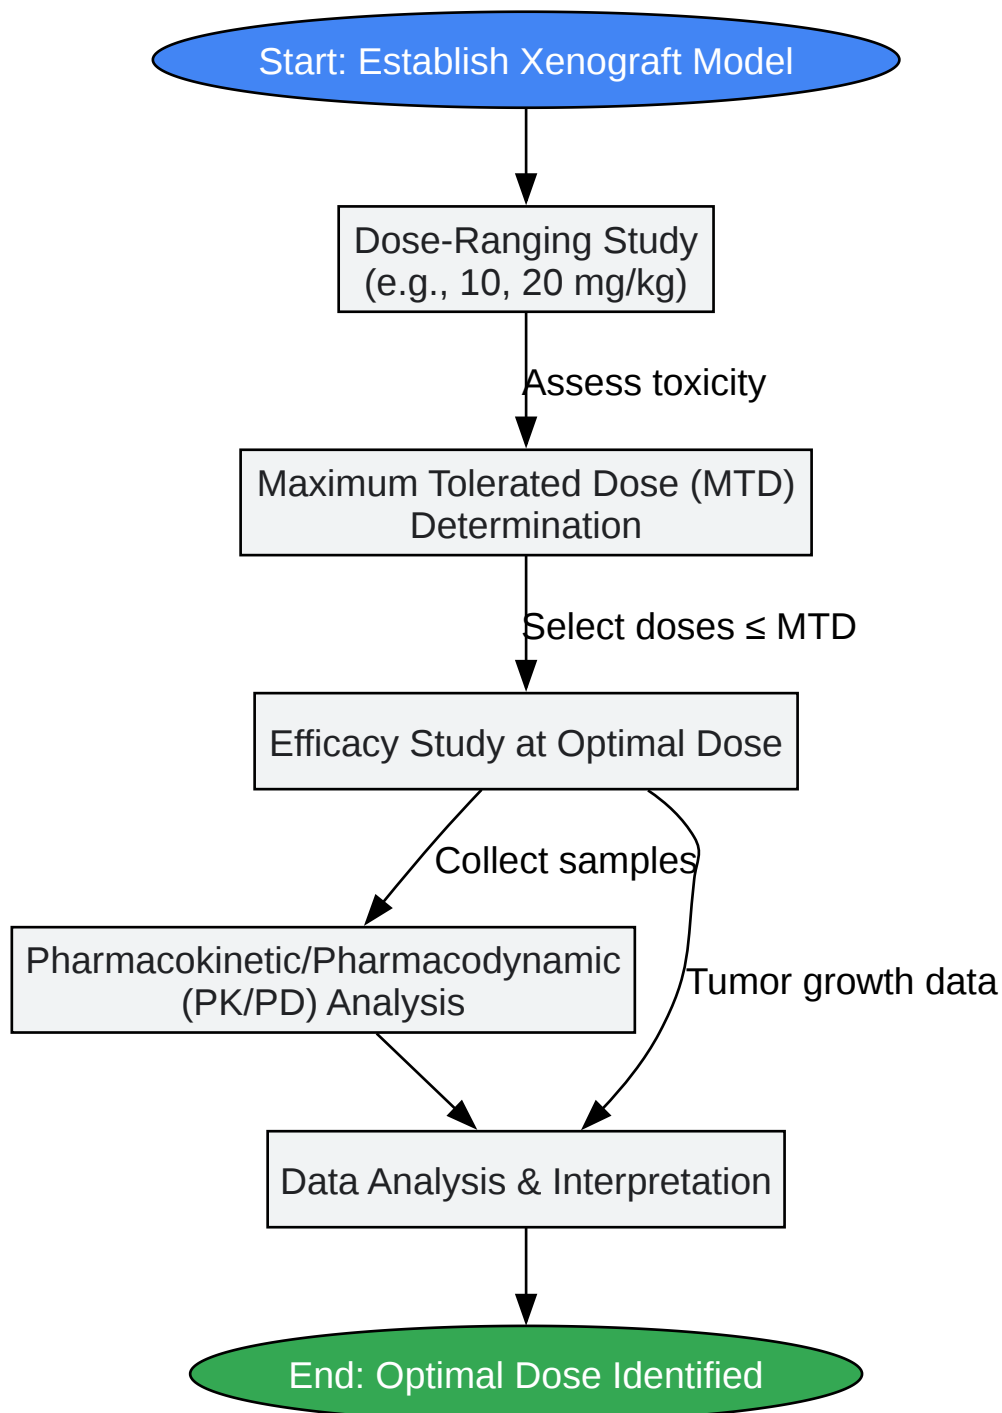 Start: Establish Xenograft Model
Dose-Ranging Study
(e.g., 10, 20 mg/kg)
Assess toxicity
Maximum Tolerated Dose (MTD)
Determination
Select doses ≤ MTD
Efficacy Study at Optimal Dose
Collect samples
Pharmacokinetic/Pharmacodynamic
(PK/PD) Analysis
Tumor growth data
Data Analysis & Interpretation
End: Optimal Dose Identified